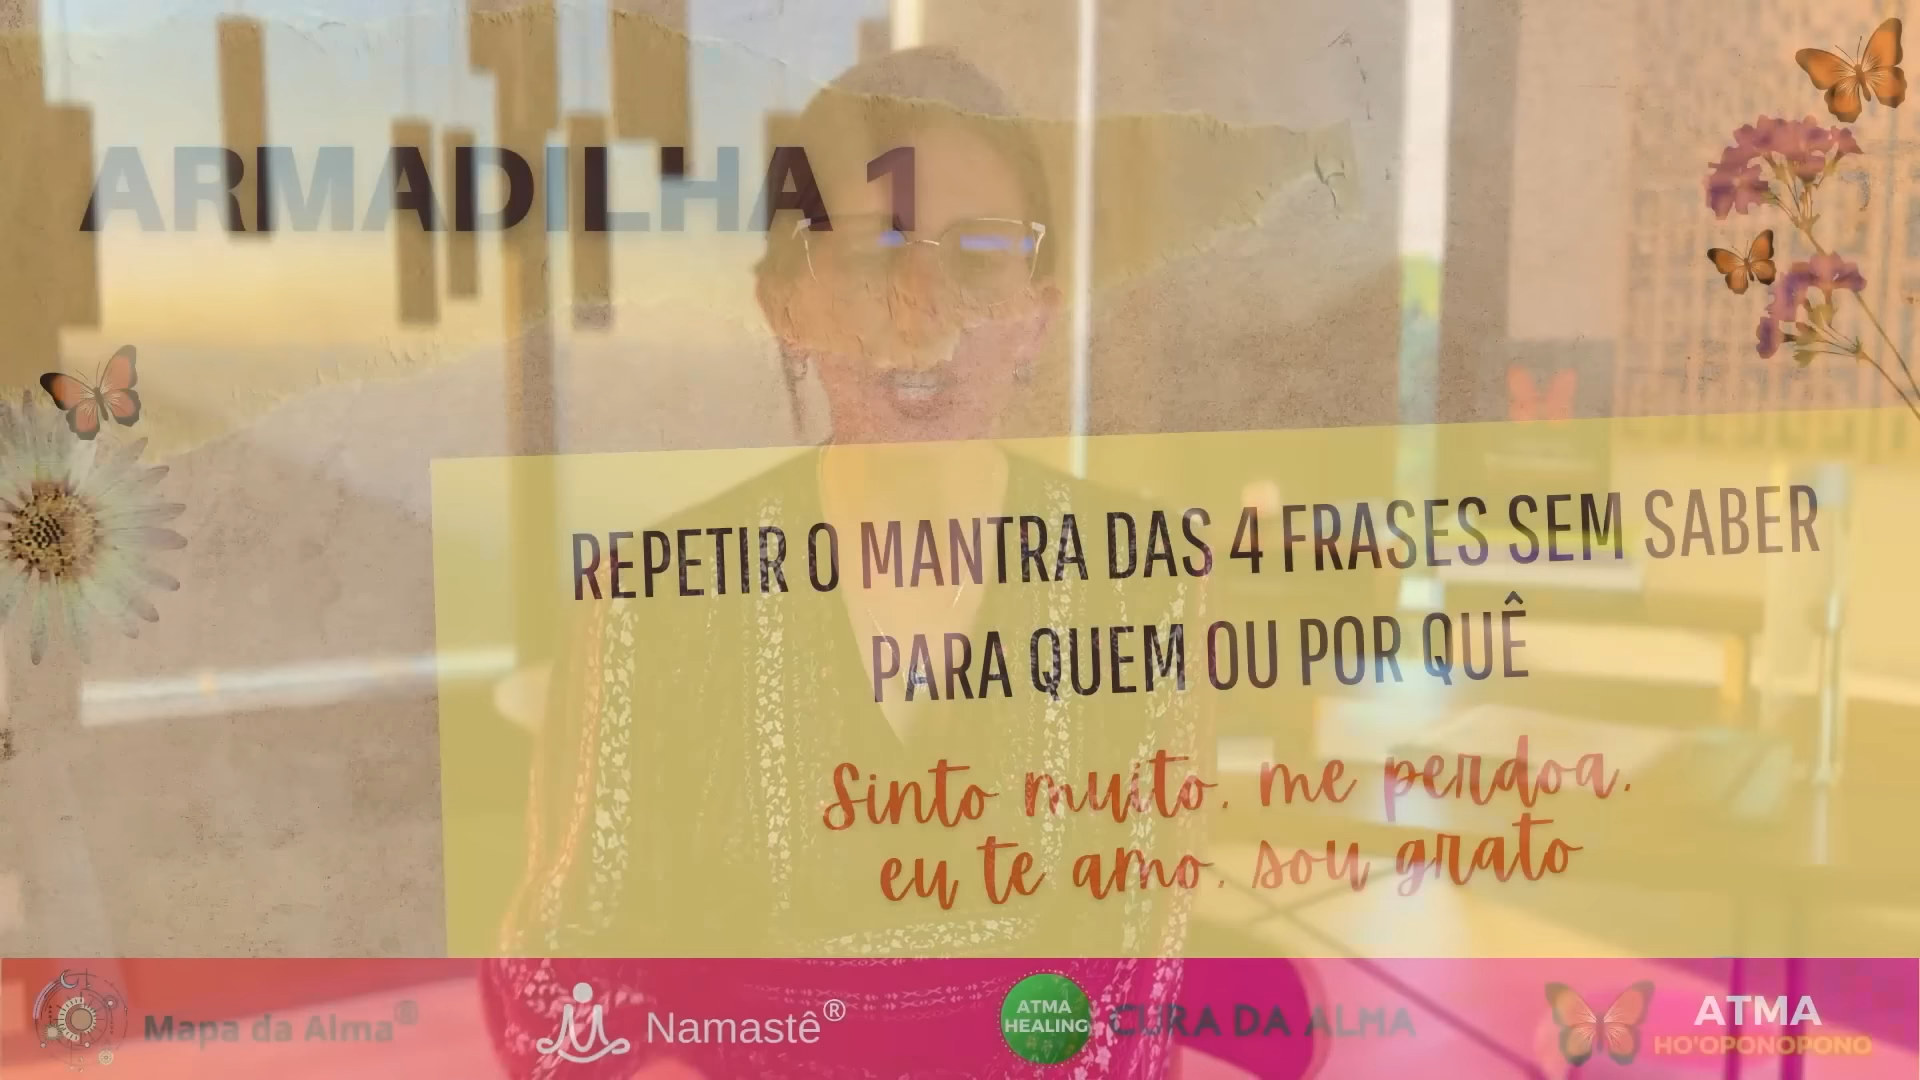 ARMADILHA 1
REPETIR O MANTRA DAS 4 FRASES SEM SABER
PARA QUEM OU POR QUÊ
Sinto muito, me perdoa,
eu te amo, sou grato
Mapa da Alma®
Namastê®
ATMA
HEALING
CURA DA ALMA
ATMA
HO'OPONOPONO